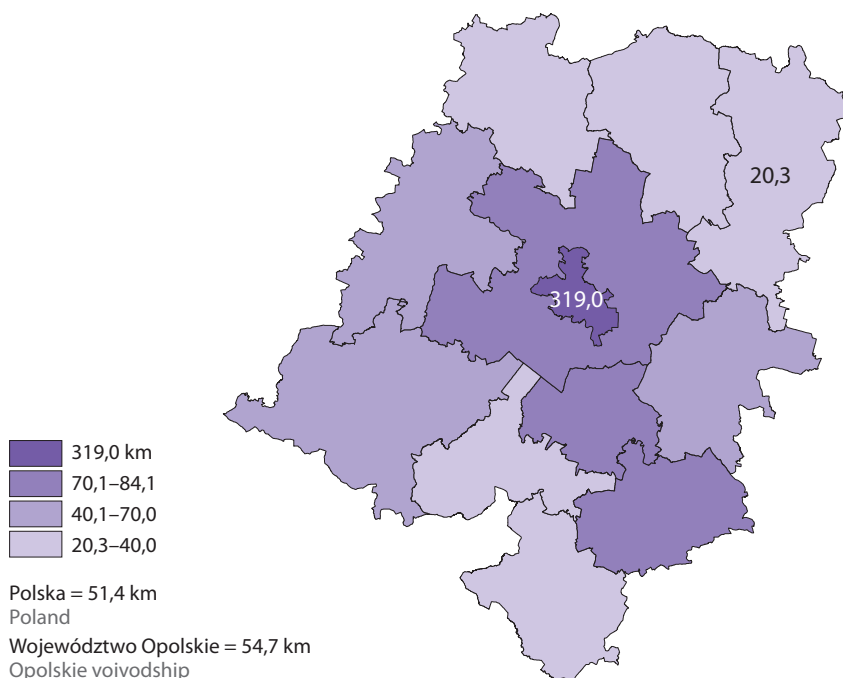 20,3
319,0
319,0 km
70,1–84,1
40,1–70,0
20,3–40,0
Polska = 51,4 km
Poland
Województwo Opolskie = 54,7 km
Opolskie voivodship